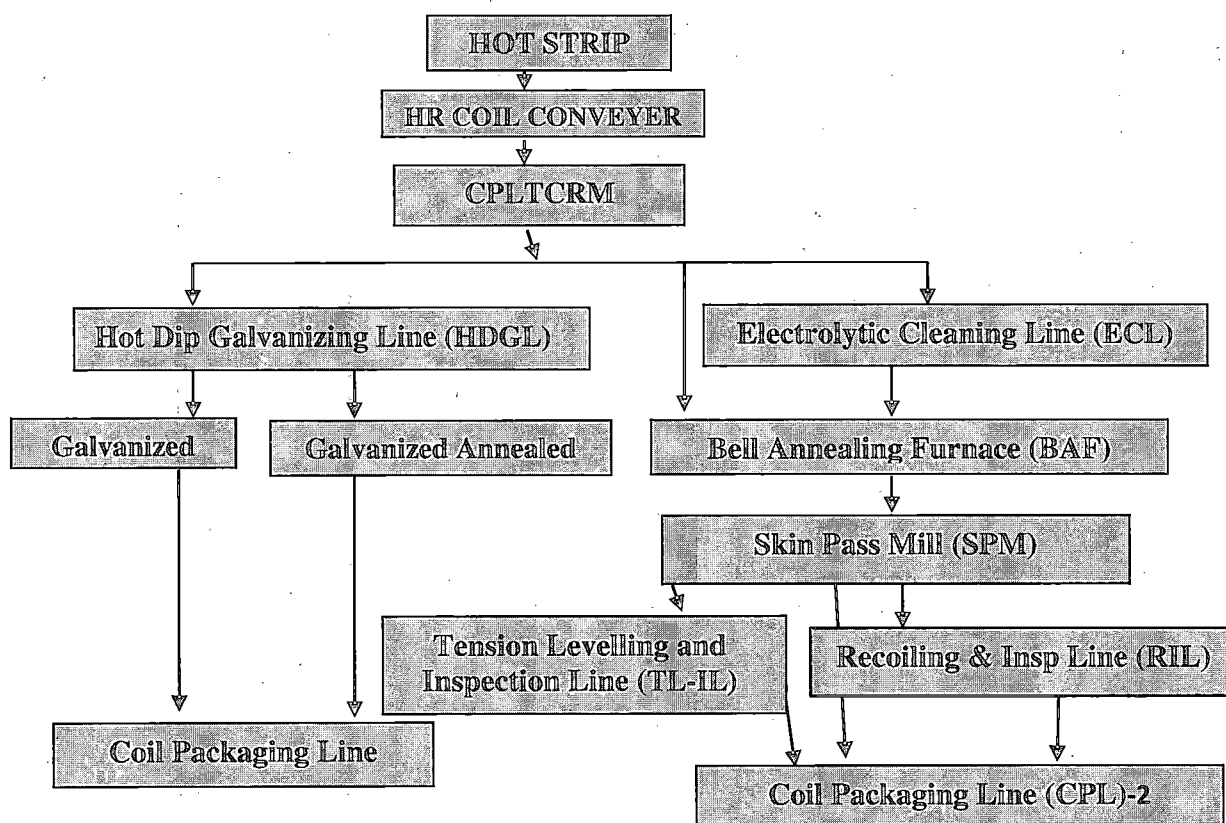 HOT STRIP
HR COIL CONVEYER
CPLTCRM
Hot Dip Galvanizing Line (HDGL)
Electrolytic Cleaning Line (ECL)
Galvanized
Galvanized Annealed
Bell Annealing Furnace (BAF)
Skin Pass Mill (SPM)
Tension Levelling and
Inspection Line (TL-IL)
Recoiling & Insp Line (RIL)
Coil Packaging Line
Coil Packaging Line (CPL)-2